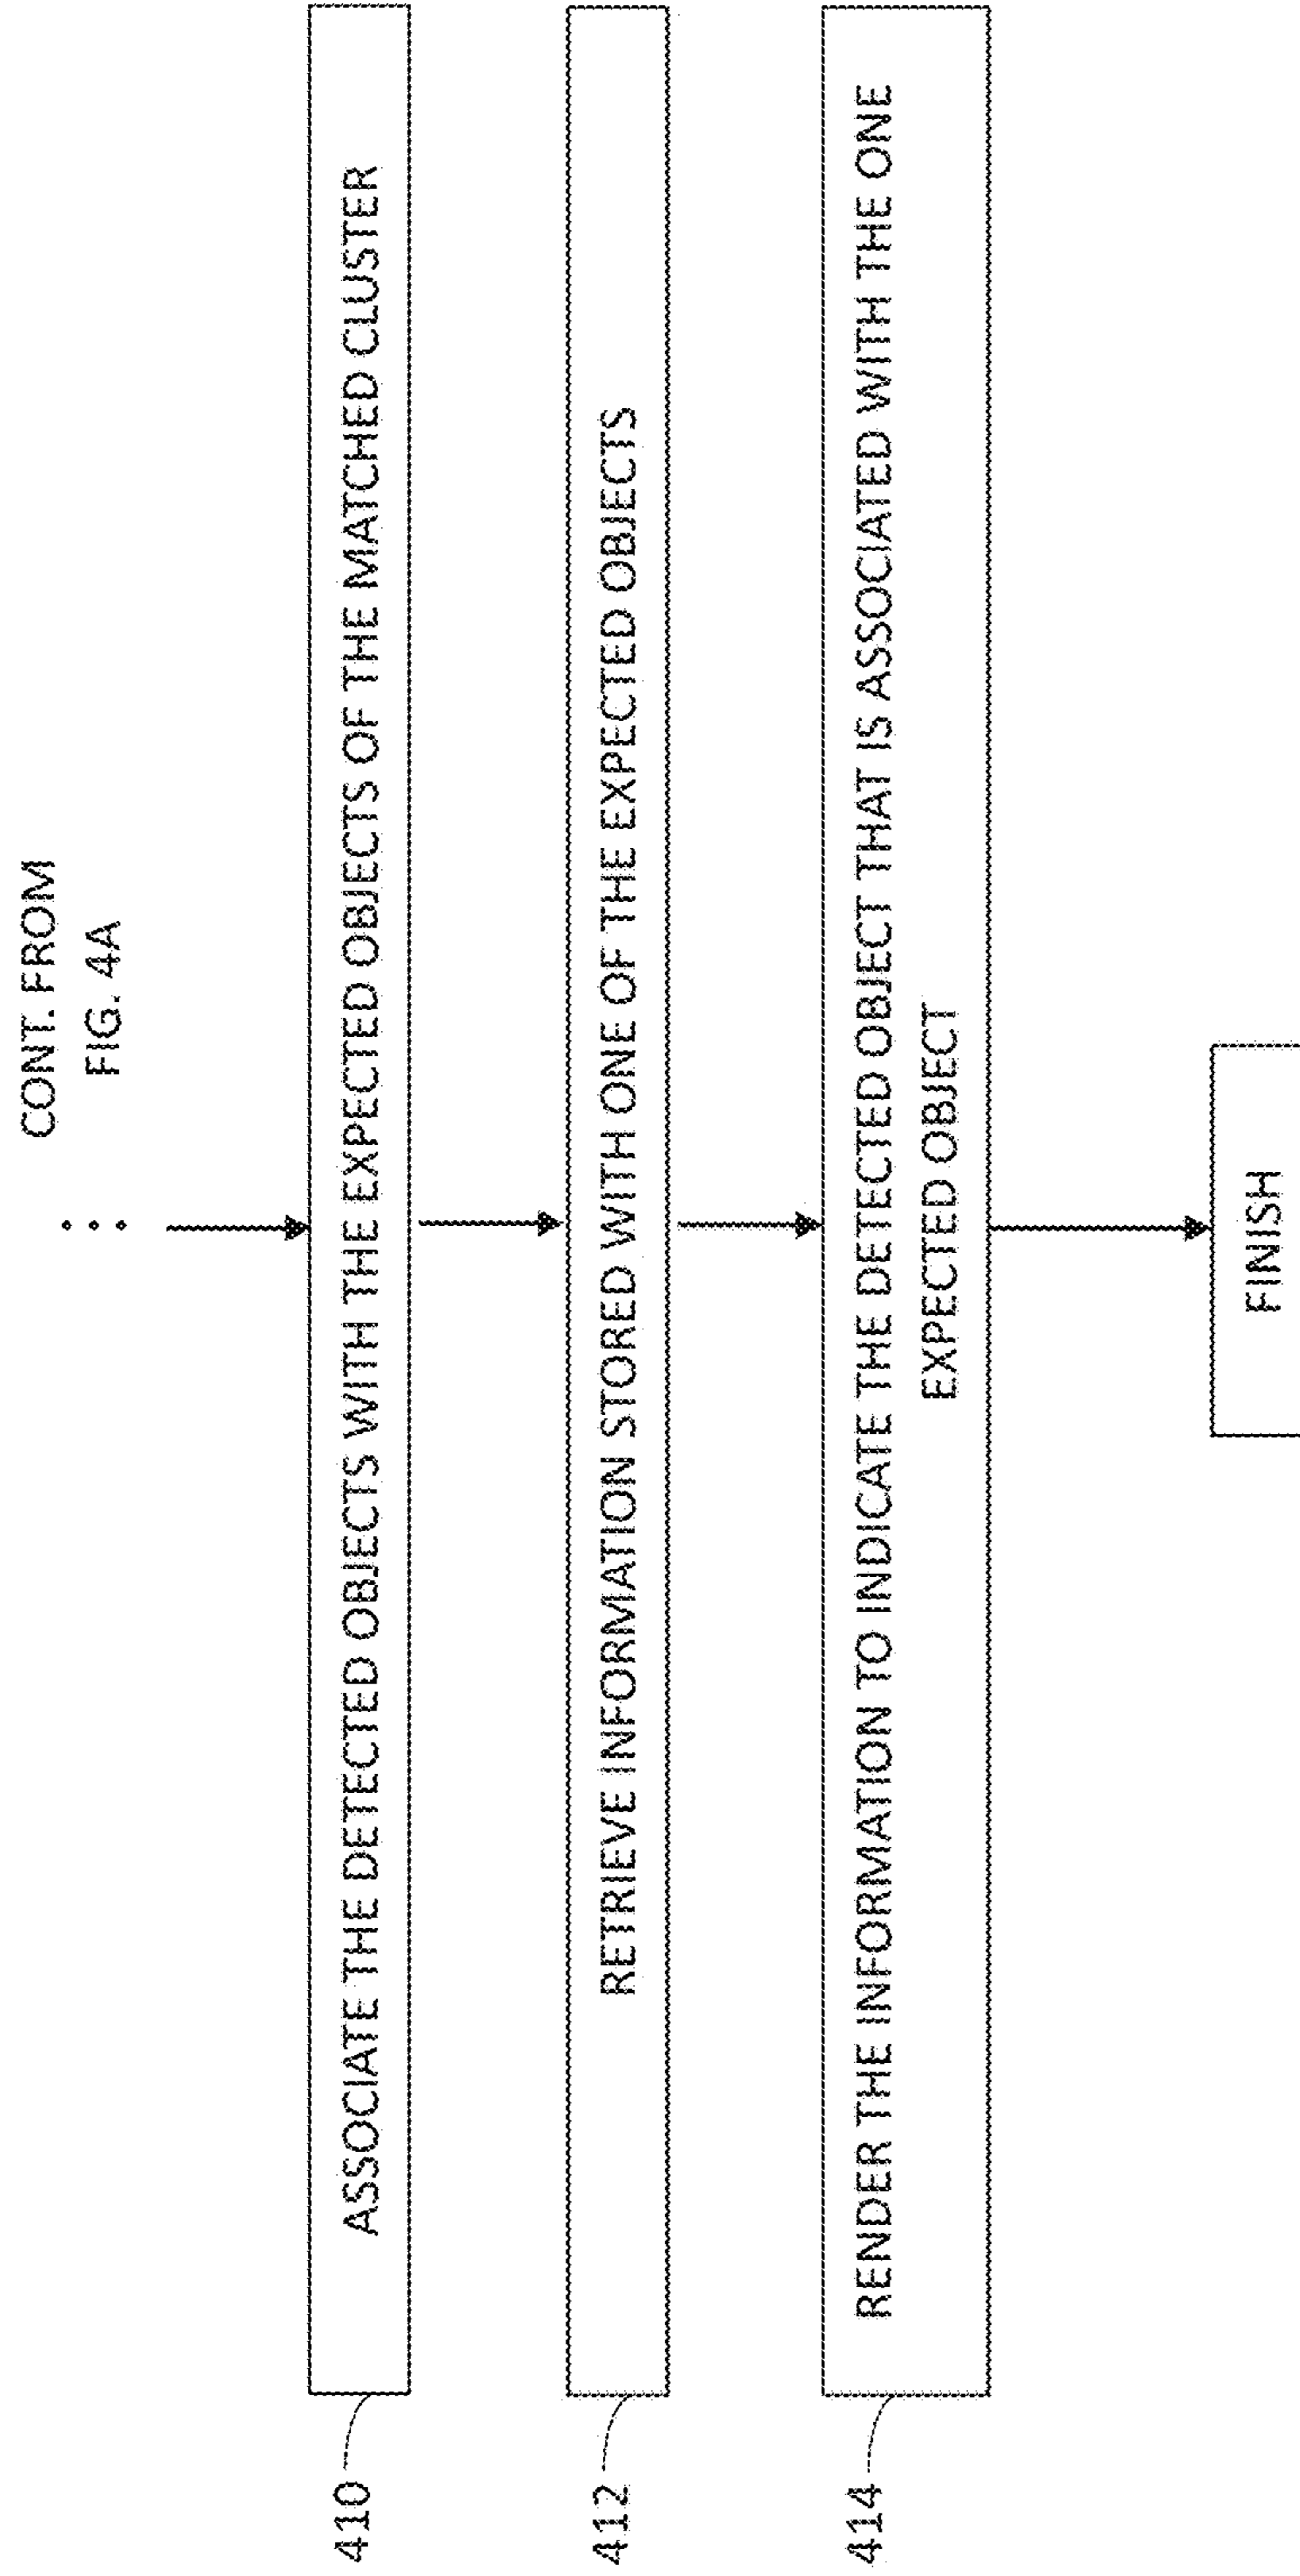 CONT. FROM
FIG. 4A
410
ASSOCIATE THE DETECTED OBJECTS WITH THE EXPECTED OBJECTS OF THE MATCHED CLUSTER
412
RETRIEVE INFORMATION STORED WITH ONE OF THE EXPECTED OBJECTS
414
RENDER THE INFORMATION TO INDICATE THE DETECTED OBJECT THAT IS ASSOCIATED WITH THE ONE
EXPECTED OBJECT
FINISH